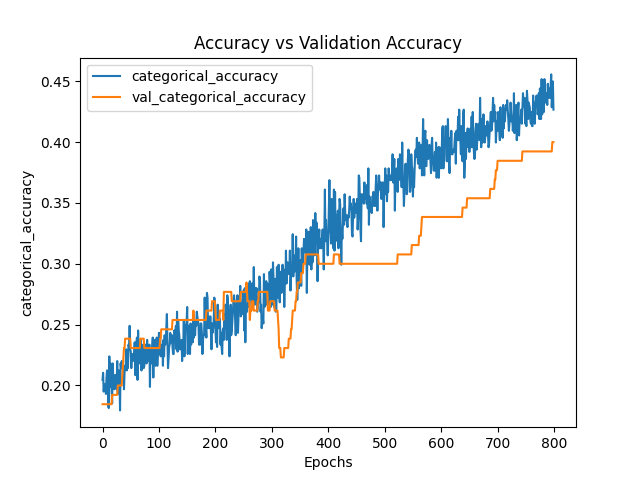 Accuracy vs Validation Accuracy
categorical_accuracy
val_categorical_accuracy
categorical_accuracy
0.45
0.40
0.35
0.30
0.25
0.20
0 100 200 300 400 500 600 700 800
Epochs